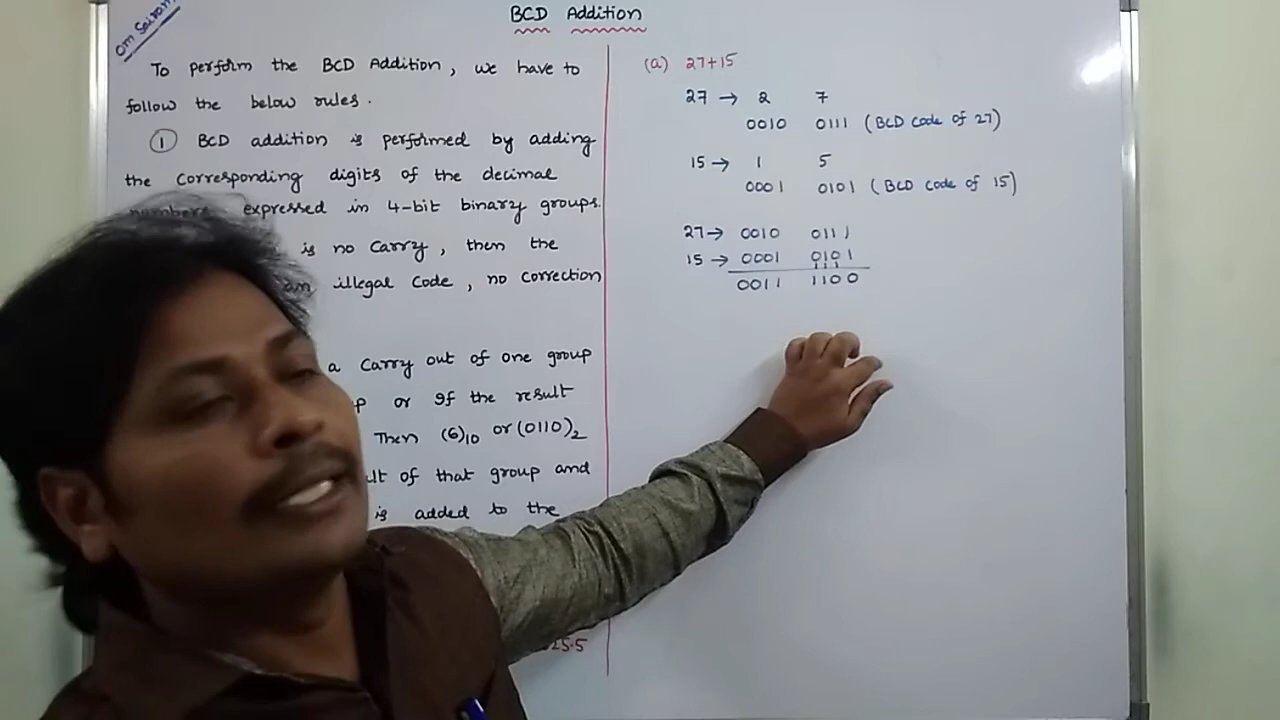 Om Sairam
BCD Addition
To perform the BCD Addition, we have to
follow the below rules.
1 BCD addition is performed by adding
the corresponding digits of the decimal
numbers expressed in 4-bit binary groups.
is no carry, then the
an illegal code, no correction
a carry out of one group
or If the result
Then (6)10 or (0110)2
of that group and
is added to the
25.5
(a) 27+15
27 → 2 7
0010 0111 (BCD code of 27)
15 → 1 5
0001 0101 (BCD code of 15)
27→ 0010 0111
15 → 0001 0101
0011 1100